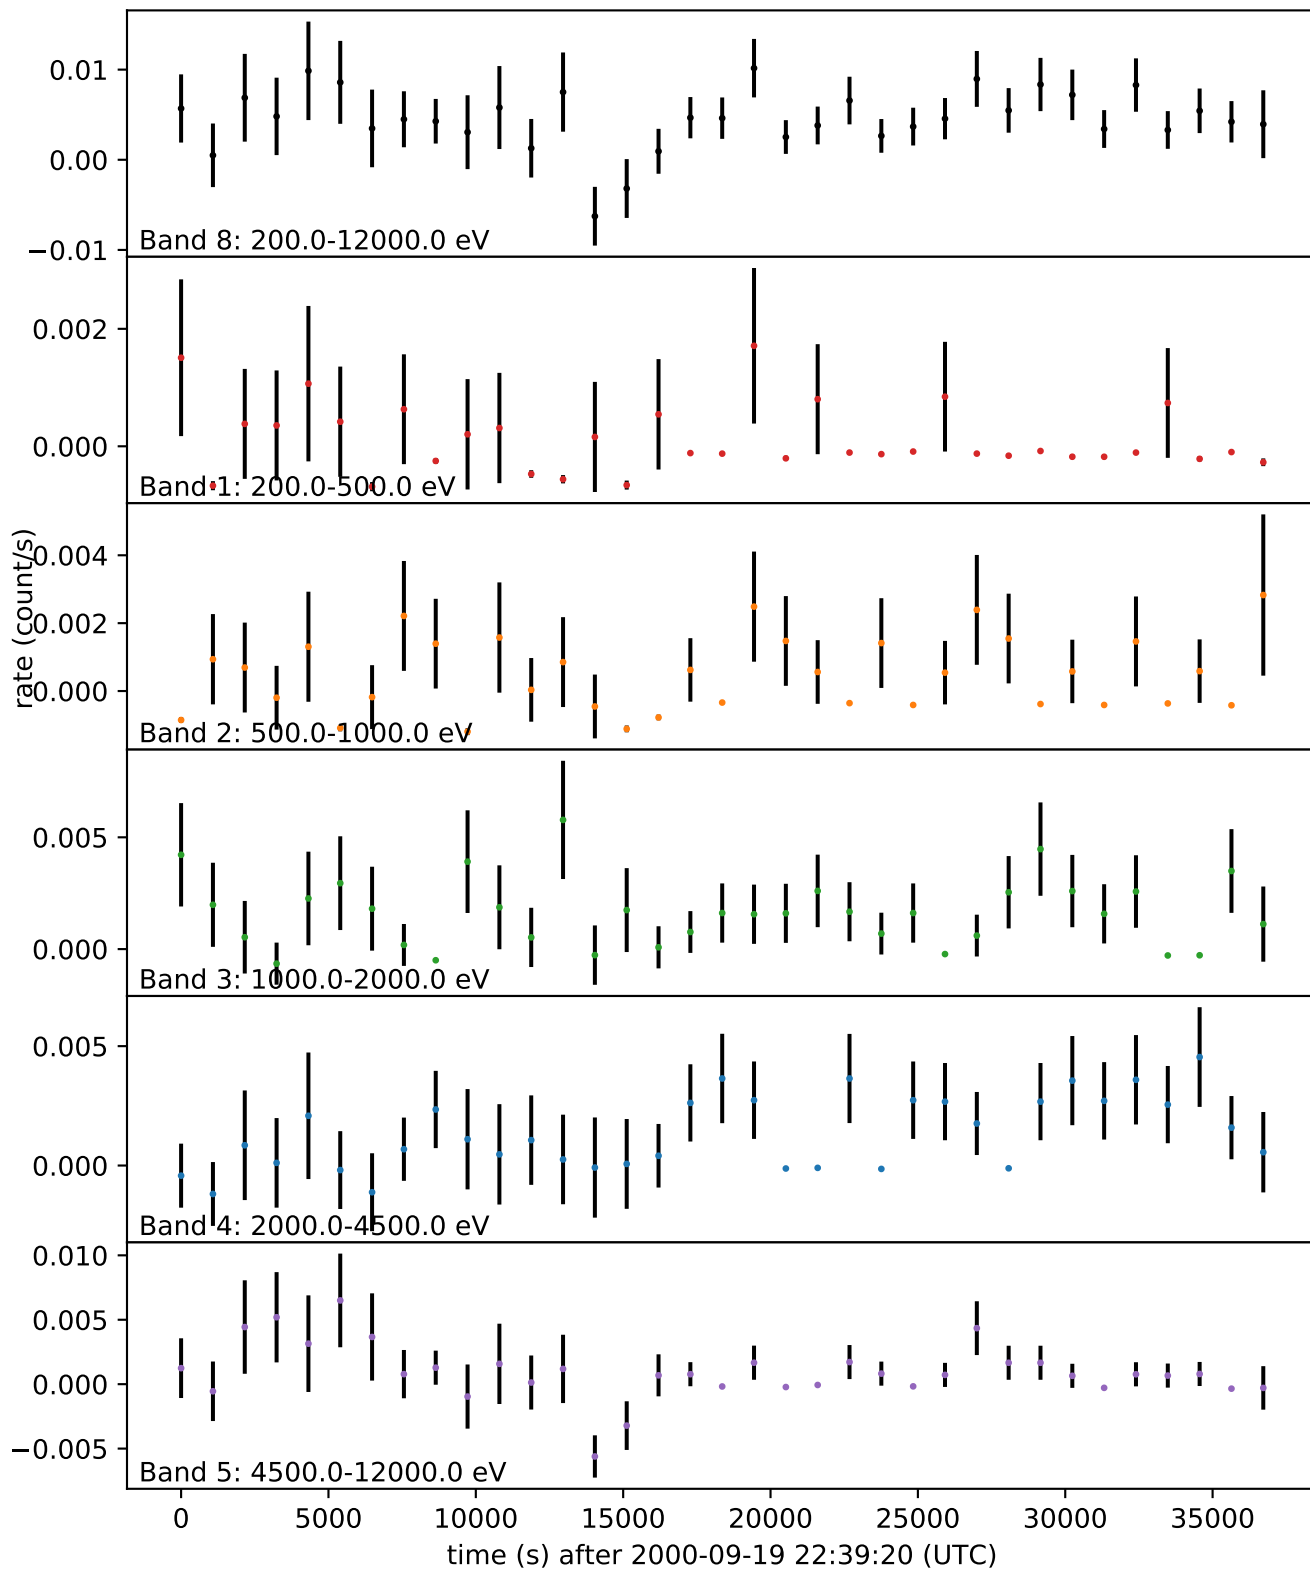 0.01
0.00
−0.01
Band 8: 200.0-12000.0 eV
0.002
0.000
Band 1: 200.0-500.0 eV
rate (count/s)
0.004
0.002
0.000
Band 2: 500.0-1000.0 eV
0.005
0.000
Band 3: 1000.0-2000.0 eV
0.005
0.000
Band 4: 2000.0-4500.0 eV
0.010
0.005
0.000
−0.005
Band 5: 4500.0-12000.0 eV
0 5000 10000 15000 20000 25000 30000 35000
time (s) after 2000-09-19 22:39:20 (UTC)